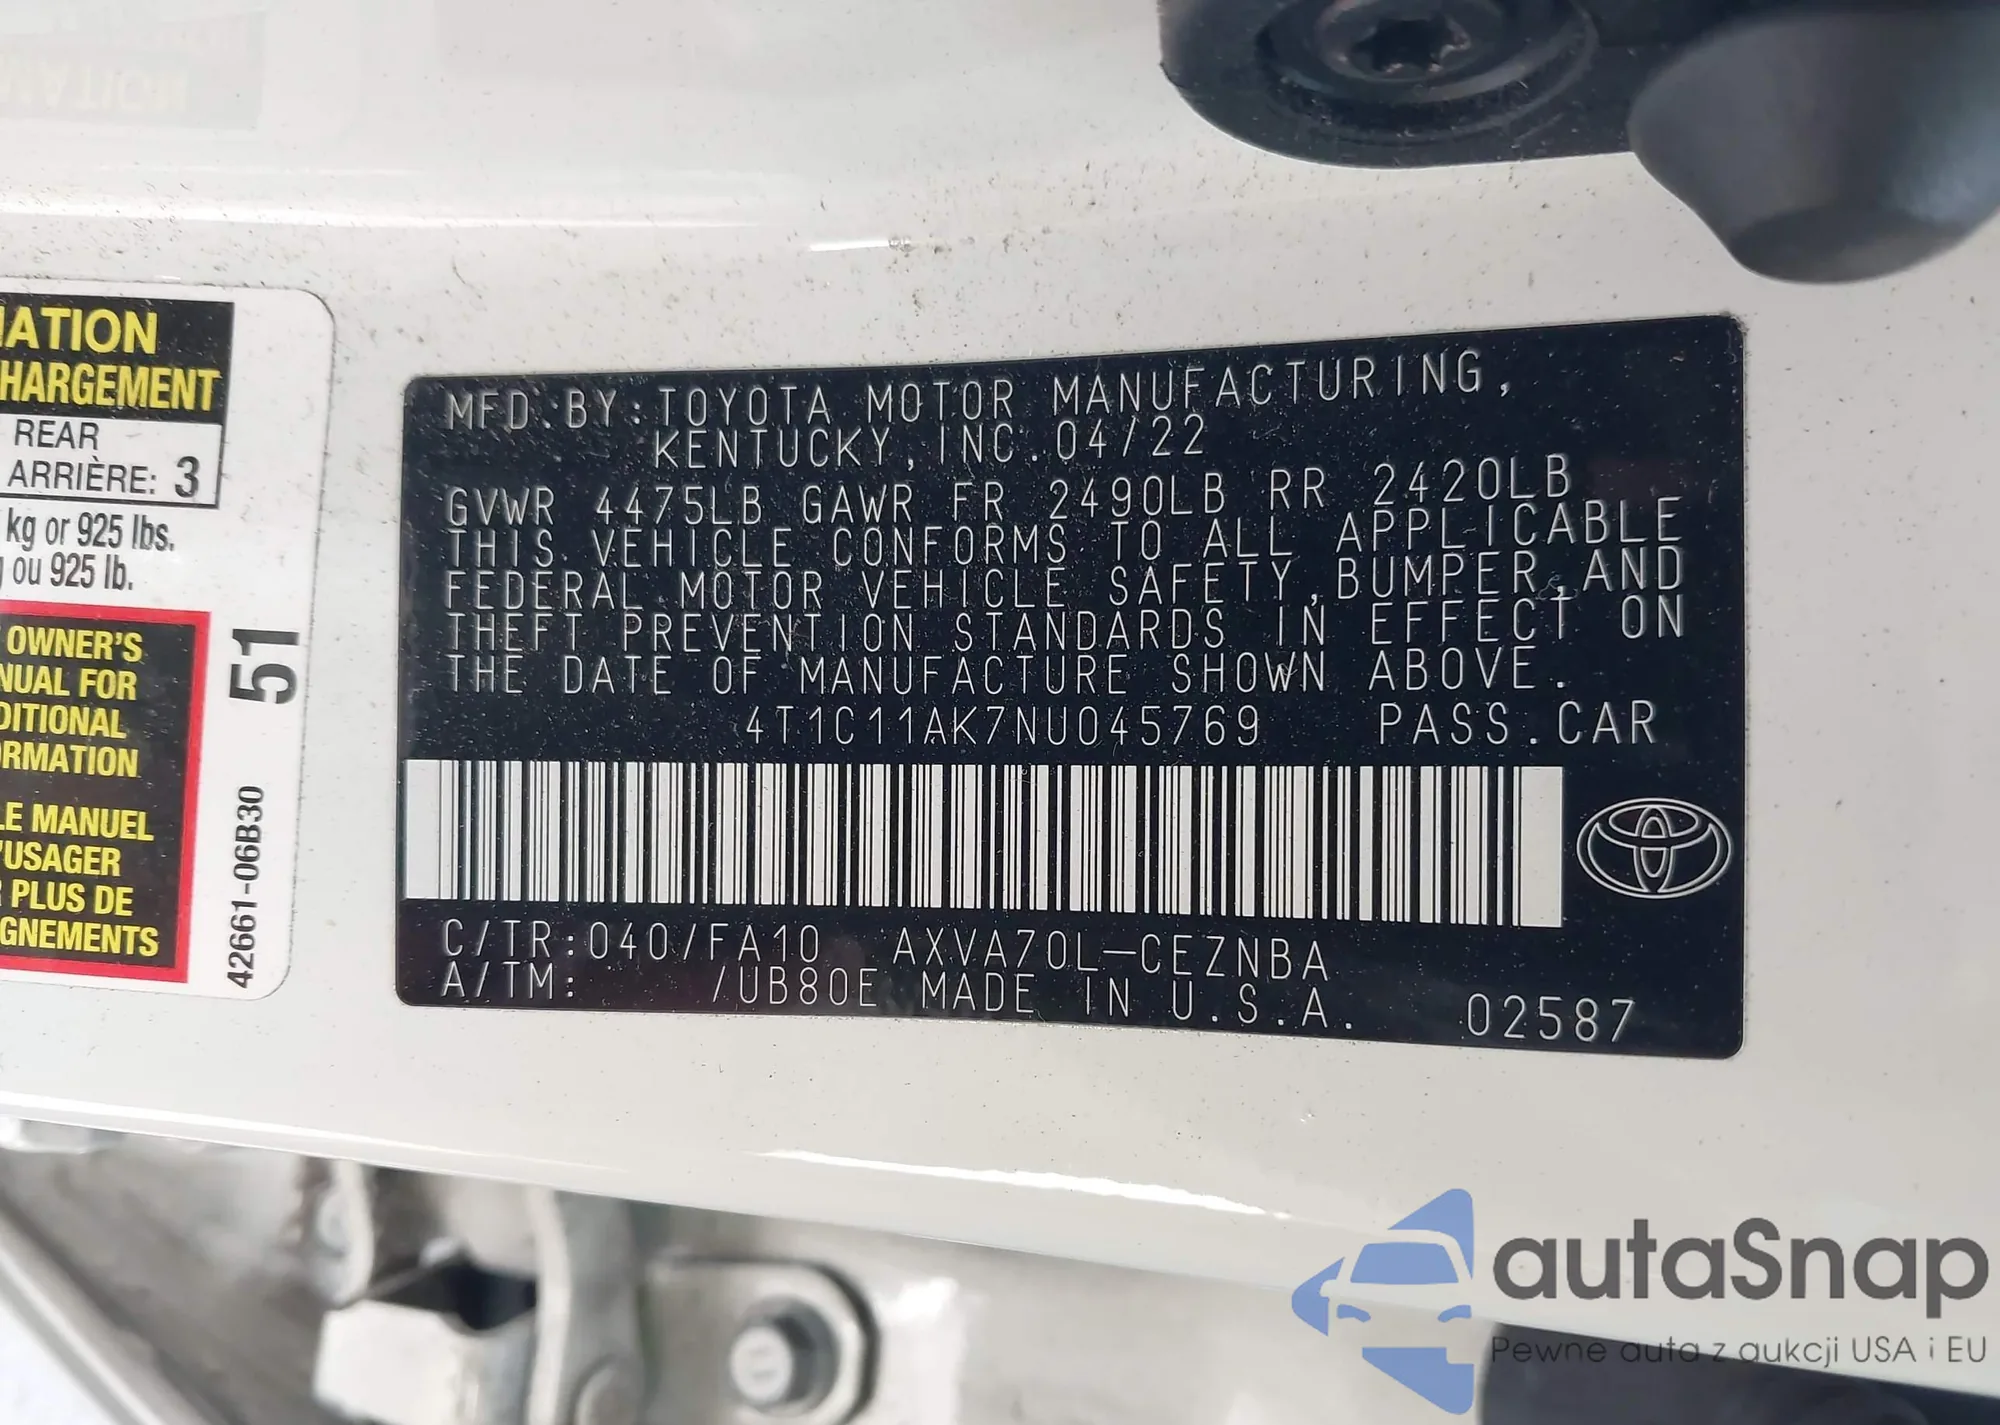 MATION
IATION
HARGEMENT
REAR
ARRIÈRE: 3
kg or 925 lbs.
ou 925 lb.
OWNER'S
NUAL FOR
DITIONAL
ORMATION
LE MANUEL
'USAGER
PLUS DE
IGNEMENTS
51
42661-06B30
MFD.BY:TOYOTA MOTOR MANUFACTURING,
KENTUCKY,INC.04/22
GVWR 4475LB GAWR FR 2490LB RR 2420LB
THIS VEHICLE CONFORMS TO ALL APPLICABLE
FEDERAL MOTOR VEHICLE SAFETY,BUMPER,AND
THEFT PREVENTION STANDARDS IN EFFECT ON
THE DATE OF MANUFACTURE SHOWN ABOVE.
4T1C11AK7NU045769 PASS.CAR
C/TR:040/FA10 AXVA70L-CEZNBA
A/TM: /UB80E MADE IN U.S.A. 02587
autaSnap
Pewne auta z aukcji USA i EU